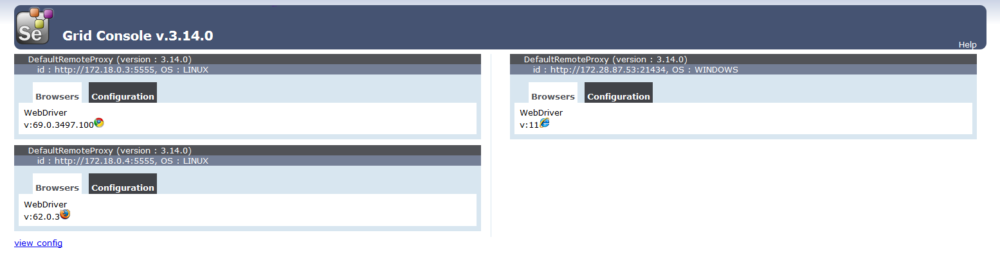 Se
Grid Console v.3.14.0
Help
DefaultRemoteProxy (version : 3.14.0)
id : http://172.18.0.3:5555, OS : LINUX
Browsers Configuration
WebDriver
v:69.0.3497.100
DefaultRemoteProxy (version : 3.14.0)
id : http://172.18.0.4:5555, OS : LINUX
Browsers Configuration
WebDriver
v:62.0.3
view config
DefaultRemoteProxy (version : 3.14.0)
id : http://172.28.87.53:21434, OS : WINDOWS
Browsers Configuration
WebDriver
v:11